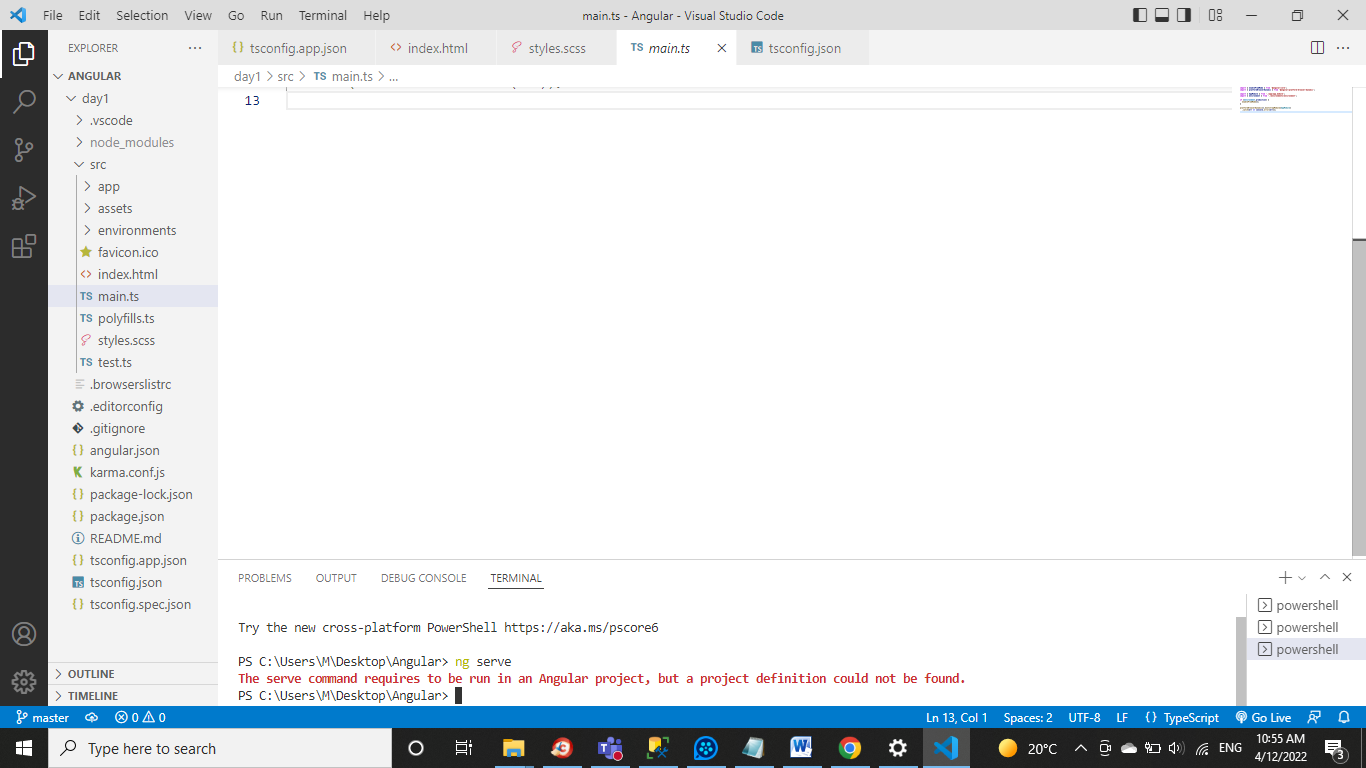 File Edit Selection View Go Run Terminal Help
main.ts - Angular - Visual Studio Code
EXPLORER
ANGULAR
day1
.vscode
node_modules
src
app
assets
environments
favicon.ico
index.html
TS main.ts
TS polyfills.ts
styles.scss
TS test.ts
.browserslistrc
.editorconfig
.gitignore
{} angular.json
karma.conf.js
{} package-lock.json
{} package.json
README.md
{} tsconfig.app.json
TS tsconfig.json
{} tsconfig.spec.json
OUTLINE
TIMELINE
{} tsconfig.app.json <> index.html styles.scss TS main.ts TS tsconfig.json
day1 > src > TS main.ts > ...
13
PROBLEMS OUTPUT DEBUG CONSOLE TERMINAL
Try the new cross-platform PowerShell https://aka.ms/pscore6
PS C:\Users\M\Desktop\Angular> ng serve
The serve command requires to be run in an Angular project, but a project definition could not be found.
PS C:\Users\M\Desktop\Angular>
powershell
powershell
powershell
master 0 0 Ln 13, Col 1 Spaces: 2 UTF-8 LF {} TypeScript Go Live
Type here to search
20°C ENG
10:55 AM
4/12/2022
3